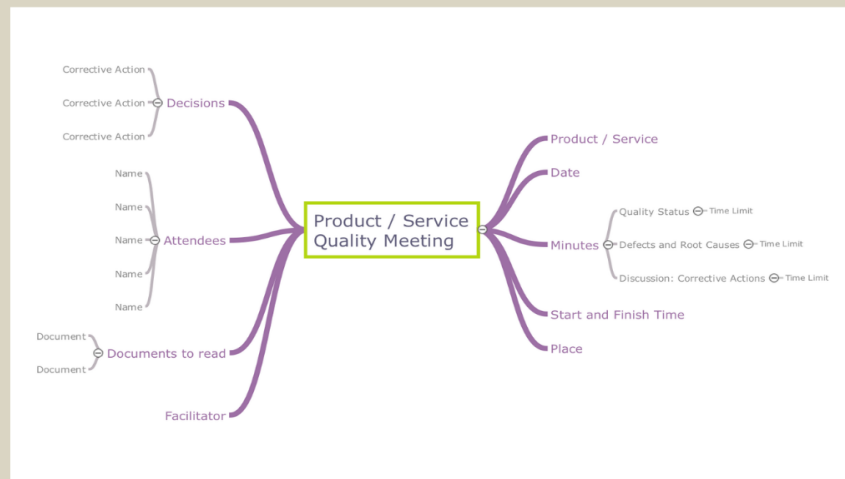 Product / Service
Quality Meeting
Decisions
Corrective Action
Corrective Action
Corrective Action
Attendees
Name
Name
Name
Name
Name
Documents to read
Document
Document
Facilitator
Product / Service
Date
Minutes
Quality Status
Time Limit
Defects and Root Causes
Time Limit
Discussion: Corrective Actions
Time Limit
Start and Finish Time
Place